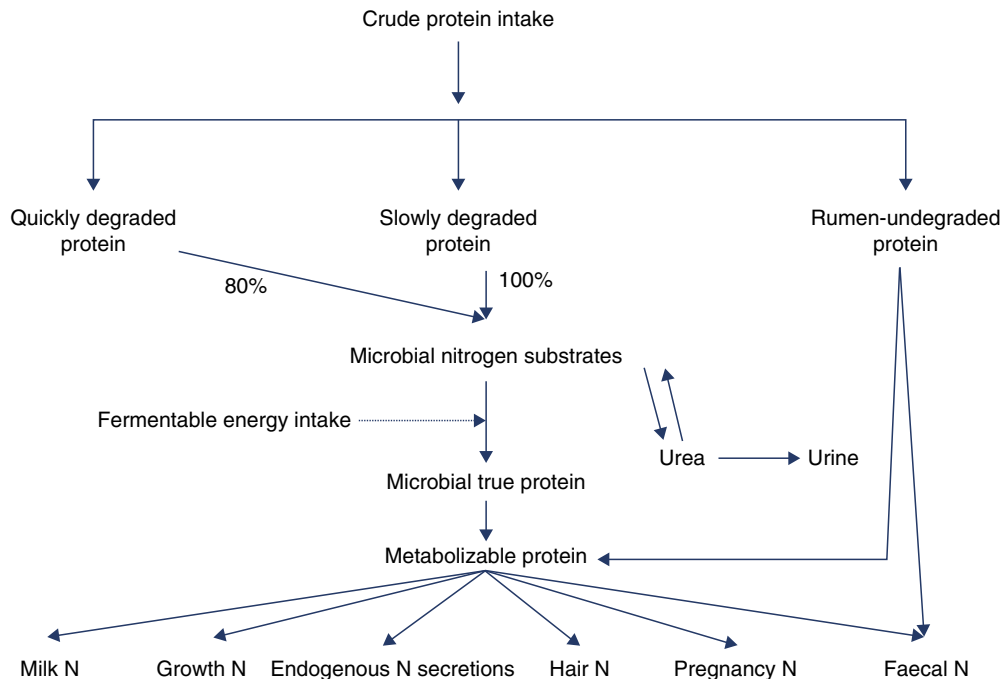 Crude protein intake
Quickly degraded
protein
Slowly degraded
protein
Rumen-undegraded
protein
80%
100%
Microbial nitrogen substrates
Fermentable energy intake
Urea
Urine
Microbial true protein
Metabolizable protein
Milk N
Growth N
Endogenous N secretions
Hair N
Pregnancy N
Faecal N